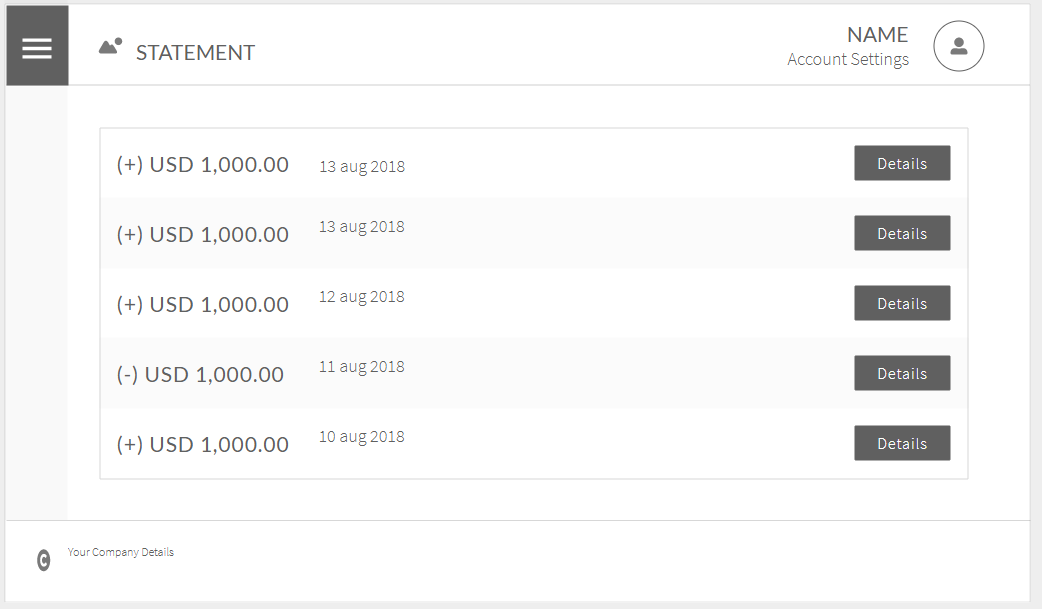 STATEMENT
NAME
Account Settings
(+) USD 1,000.00 13 aug 2018 Details
(+) USD 1,000.00 13 aug 2018 Details
(+) USD 1,000.00 12 aug 2018 Details
(-) USD 1,000.00 11 aug 2018 Details
(+) USD 1,000.00 10 aug 2018 Details
C Your Company Details